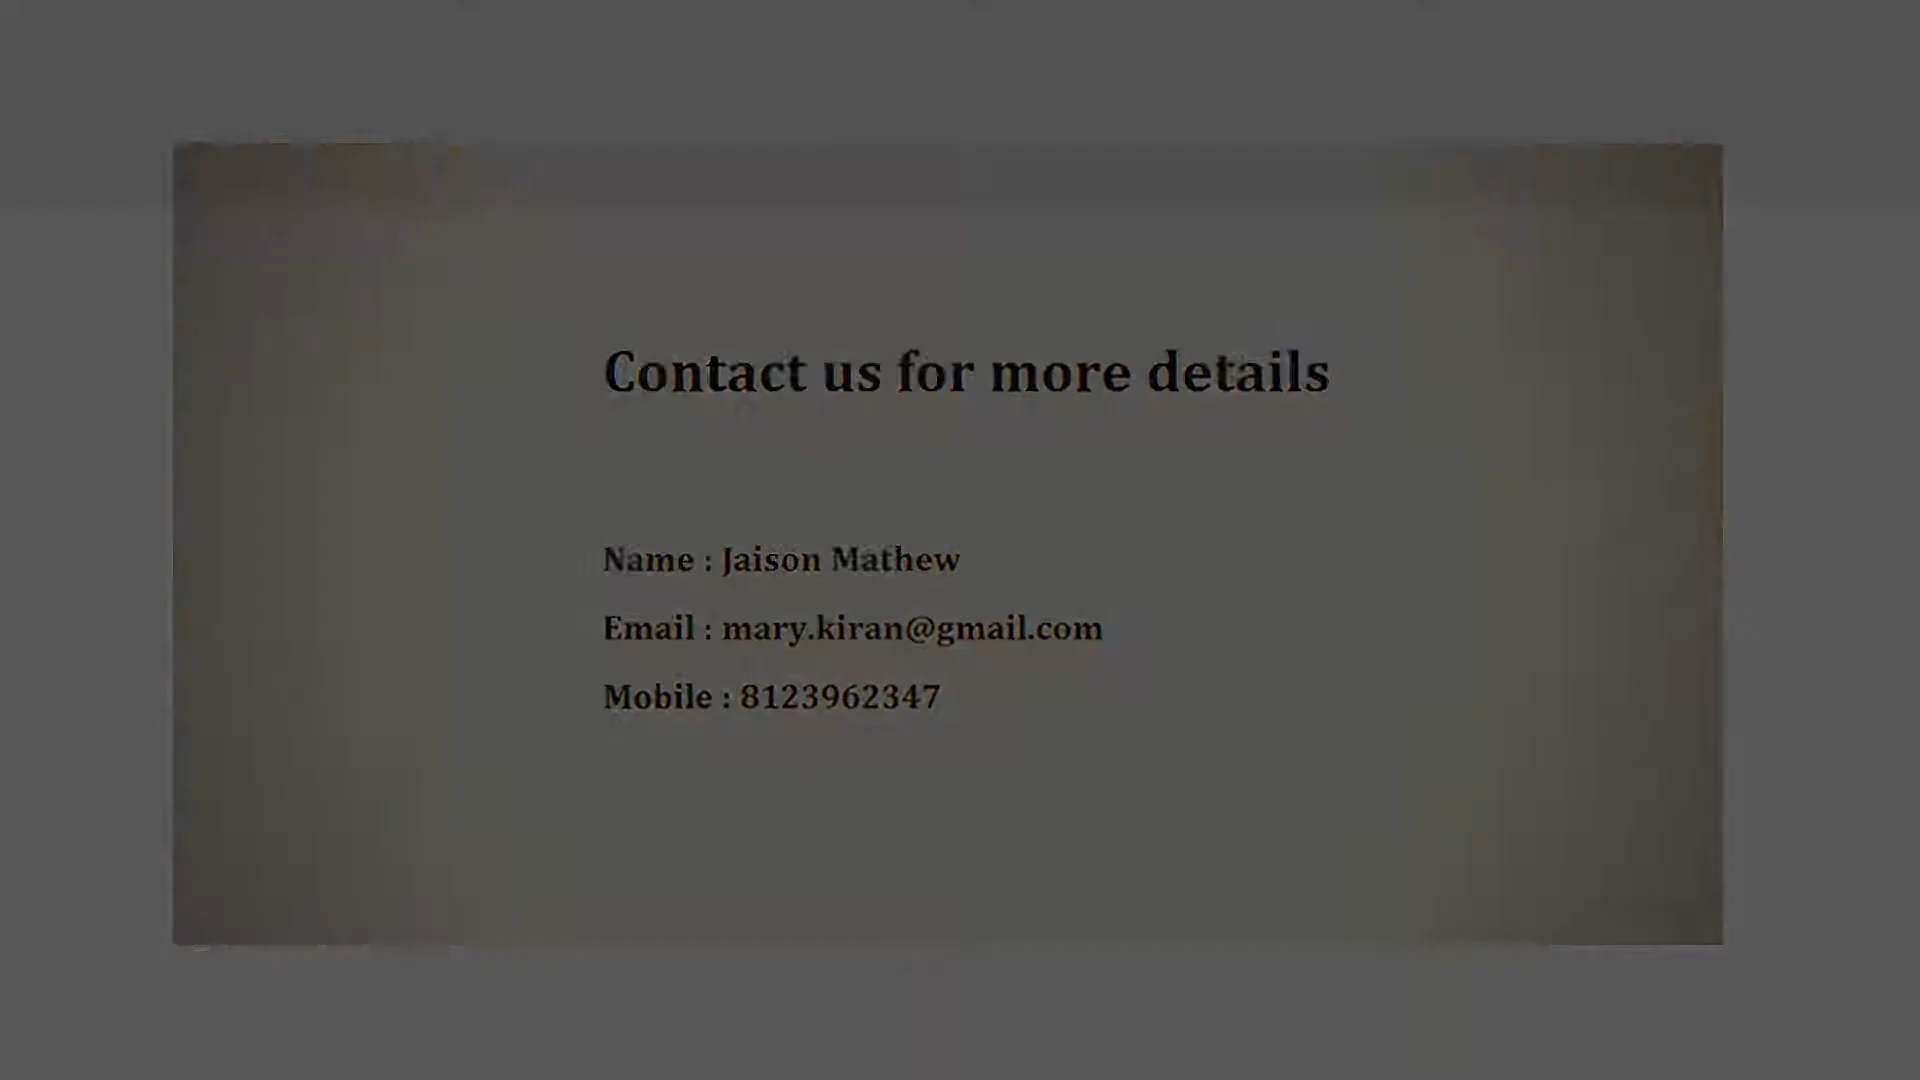 Contact us for more details
Name : Jaison Mathew
Email : mary.kiran@gmail.com
Mobile : 8123962347